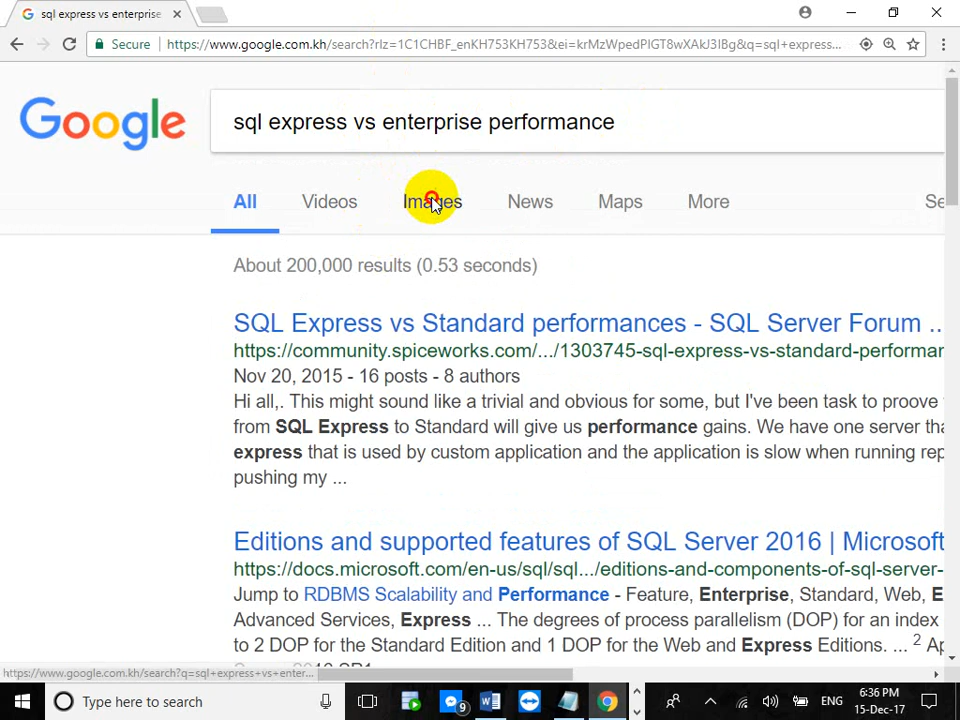 sql express vs enterprise
Secure
https://www.google.com.kh/search?rlz=1C1CHBF_enKH753KH753&ei=krMzWpedPIGT8wXAkJ3IBg&q=sql+express...
Google
sql express vs enterprise performance
All Videos Images News Maps More Se
About 200,000 results (0.53 seconds)
SQL Express vs Standard performances - SQL Server Forum ...
https://community.spiceworks.com/.../1303745-sql-express-vs-standard-performar
Nov 20, 2015 - 16 posts - 8 authors
Hi all,. This might sound like a trivial and obvious for some, but I've been task to proove
from SQL Express to Standard will give us performance gains. We have one server tha
express that is used by custom application and the application is slow when running rep
pushing my ...
Editions and supported features of SQL Server 2016 | Microsoft
https://docs.microsoft.com/en-us/sql/sql.../editions-and-components-of-sql-server-
Jump to RDBMS Scalability and Performance - Feature, Enterprise, Standard, Web, E
Advanced Services, Express ... The degrees of process parallelism (DOP) for an index
to 2 DOP for the Standard Edition and 1 DOP for the Web and Express Editions. ... 2 Ap
https://www.google.com.kh/search?q=sql+express+vs+enter...
Type here to search
9
ENG
6:36 PM
15-Dec-17